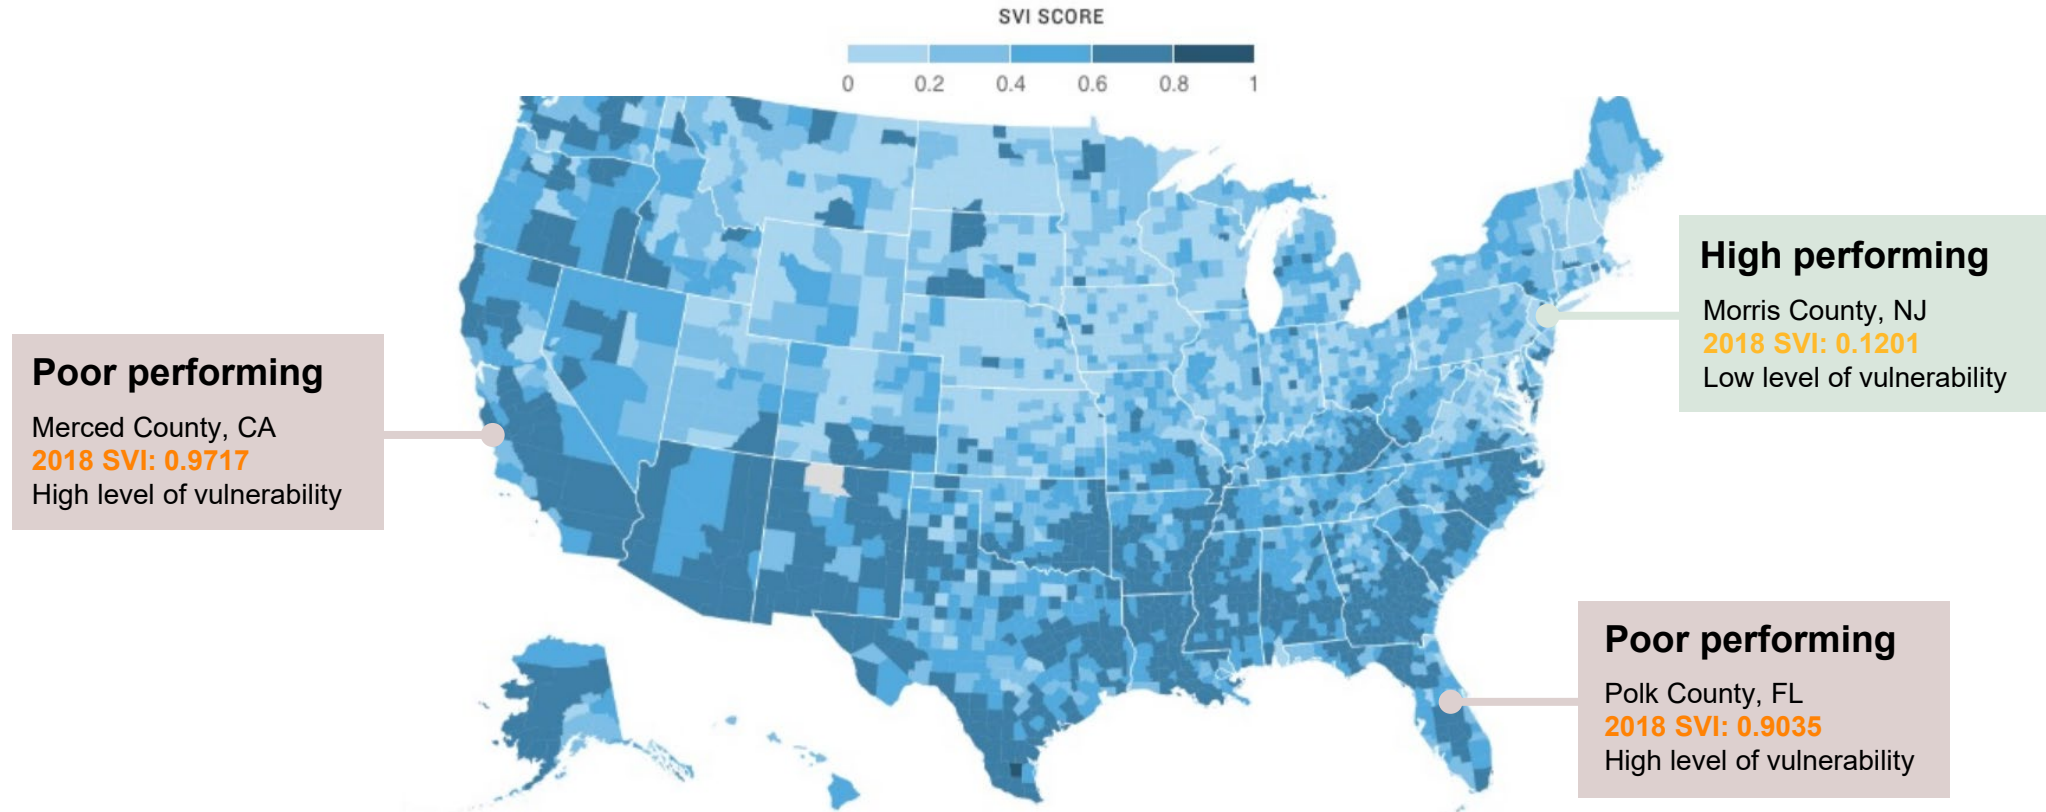 SVI SCORE
0 0.2 0.4 0.6 0.8 1
High performing
Morris County, NJ
2018 SVI: 0.1201
Low level of vulnerability
Poor performing
Merced County, CA
2018 SVI: 0.9717
High level of vulnerability
Poor performing
Polk County, FL
2018 SVI: 0.9035
High level of vulnerability